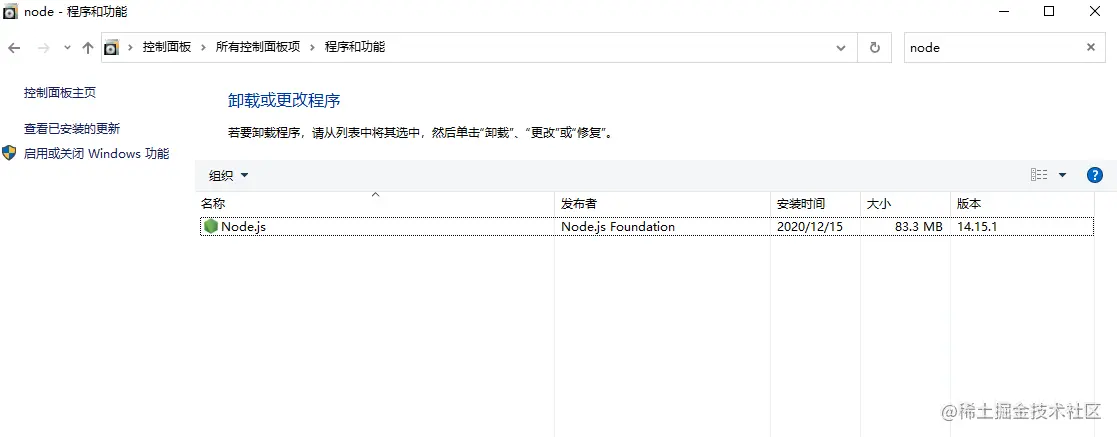 node - 程序和功能
控制面板 › 所有控制面板项 › 程序和功能
node
控制面板主页
查看已安装的更新
启用或关闭 Windows 功能
卸载或更改程序
若要卸载程序，请从列表中将其选中，然后单击“卸载”、“更改”或“修复”。
组织
名称 发布者 安装时间 大小 版本
Node.js Node.js Foundation 2020/12/15 83.3 MB 14.15.1
@稀土掘金技术社区